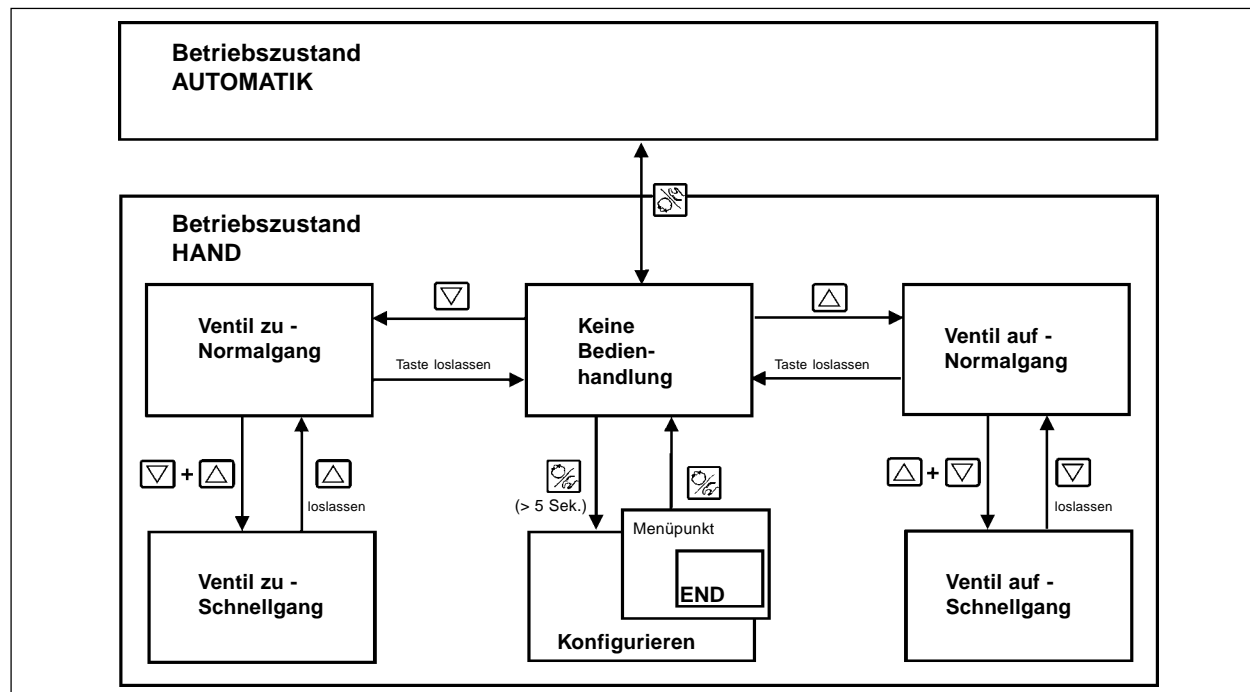 Betriebszustand
AUTOMATIK
Betriebszustand
HAND
Ventil zu -
Normalgang
Taste loslassen
Keine
Bedien-
handlung
Taste loslassen
Ventil auf -
Normalgang
+
loslassen
(> 5 Sek.)
+
loslassen
Ventil zu -
Schnellgang
Menüpunkt
END
Konfigurieren
Ventil auf -
Schnellgang